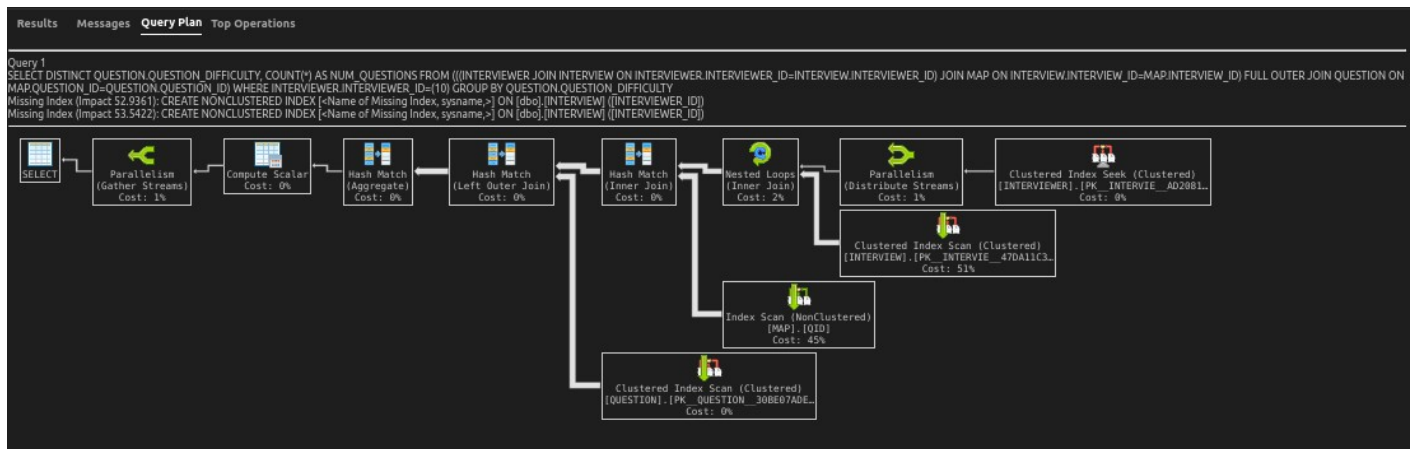 Results Messages Query Plan Top Operations
Query 1
SELECT DISTINCT QUESTION.QUESTION_DIFFICULTY, COUNT(*) AS NUM_QUESTIONS FROM (((INTERVIEWER JOIN INTERVIEW ON INTERVIEWER.INTERVIEWER_ID=INTERVIEW.INTERVIEWER_ID) JOIN MAP ON INTERVIEW.INTERVIEW_ID=MAP.INTERVIEW_ID) FULL OUTER JOIN QUESTION ON
MAP.QUESTION_ID=QUESTION.QUESTION_ID) WHERE INTERVIEWER.INTERVIEWER_ID=(10) GROUP BY QUESTION.QUESTION_DIFFICULTY
Missing Index (Impact 52.9361): CREATE NONCLUSTERED INDEX [<Name of Missing Index, sysname,>] ON [dbo].[INTERVIEW] ([INTERVIEWER_ID])
Missing Index (Impact 53.5422): CREATE NONCLUSTERED INDEX [<Name of Missing Index, sysname,>] ON [dbo].[INTERVIEW] ([INTERVIEWER_ID])
SELECT
Parallelism
(Gather Streams)
Cost: 1%
Compute Scalar
Cost: 0%
Hash Match
(Aggregate)
Cost: 0%
Hash Match
(Left Outer Join)
Cost: 0%
Hash Match
(Inner Join)
Cost: 0%
Nested Loops
(Inner Join)
Cost: 2%
Parallelism
(Distribute Streams)
Cost: 1%
Clustered Index Seek (Clustered)
[INTERVIEWER].[PK__INTERVIE__AD2081...
Cost: 0%
Clustered Index Scan (Clustered)
[INTERVIEW].[PK__INTERVIE__47DA11C3...
Cost: 51%
Index Scan (NonClustered)
[MAP].[QID]
Cost: 45%
Clustered Index Scan (Clustered)
[QUESTION].[PK__QUESTION__30BE07ADE...
Cost: 0%